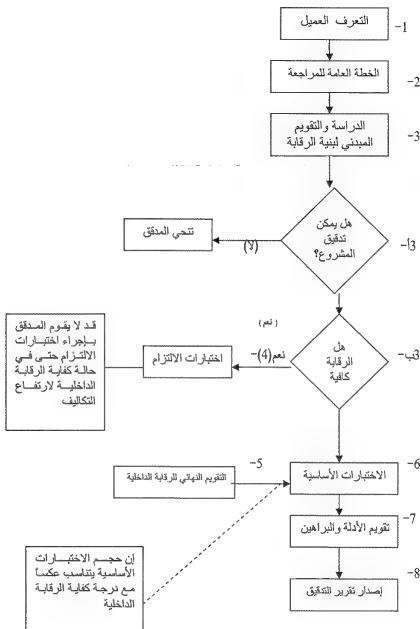 التعرف العميل
1-
الخطة العامة للمراجعة
2-
الدراسة والتقويم
المبدئي لبنية الرقابة
3-
هل يمكن
تدقيق
المشروع؟
3أ-
(لا)
تنحي المدقق
(نعم)
هل
الرقابة
كافية
3ب-
نعم(4)-
اختبارات الالتزام
قد لا يقوم المدقق
بإجراء اختبارات
الالتزام حتى في
حالة كفاية الرقابة
الداخلية لارتفاع
التكاليف
الاختبارات الأساسية
6-
5-
التقويم النهائي للرقابة الداخلية
تقويم الأدلة والبراهين
7-
إن حجم الاختبارات
الأساسية يتناسب عكساً
مع درجة كفاية الرقابة
الداخلية
إصدار تقرير التدقيق
8-